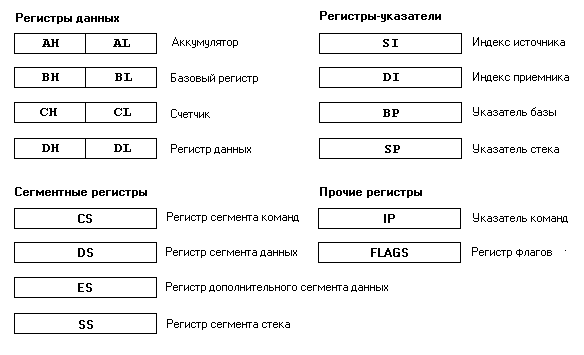 Регистры данных
AH AL Аккумулятор
BH BL Базовый регистр
CH CL Счетчик
DH DL Регистр данных
Регистры-указатели
SI Индекс источника
DI Индекс приемника
BP Указатель базы
SP Указатель стека
Сегментные регистры
CS Регистр сегмента команд
DS Регистр сегмента данных
ES Регистр дополнительного сегмента данных
SS Регистр сегмента стека
Прочие регистры
IP Указатель команд
FLAGS Регистр флагов